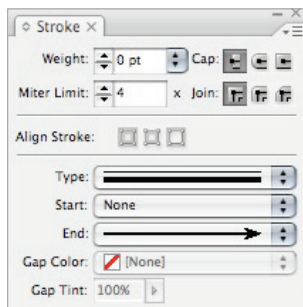 Stroke
Weight: 0 pt Cap:
Miter Limit: 4 x Join:
Align Stroke:
Type:
Start: None
End:
Gap Color: [None]
Gap Tint: 100%